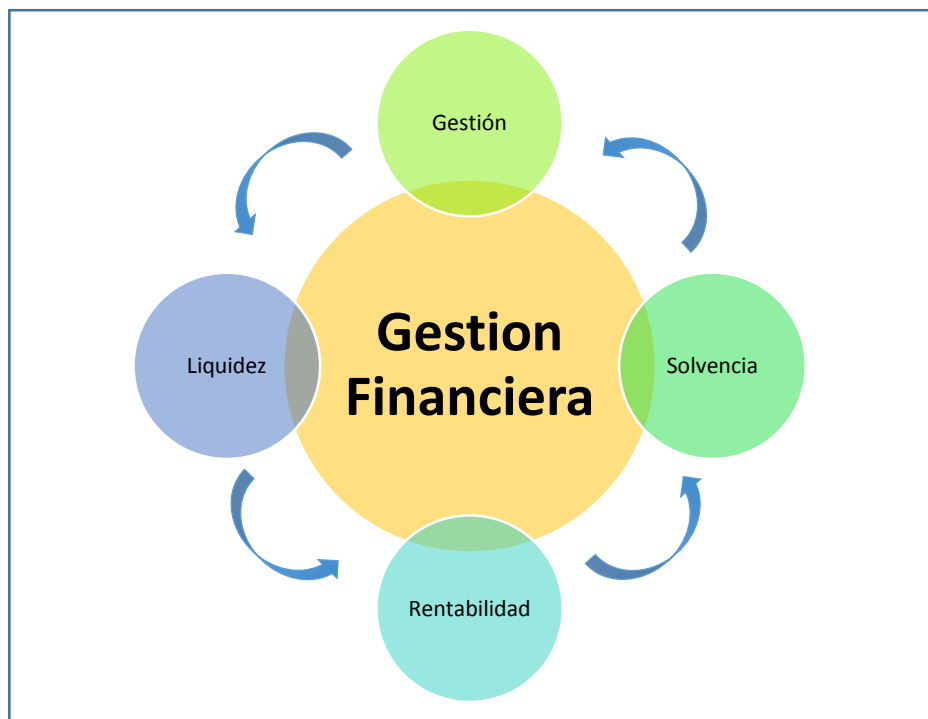 Gestión
Gestion
Financiera
Liquidez
Solvencia
Rentabilidad